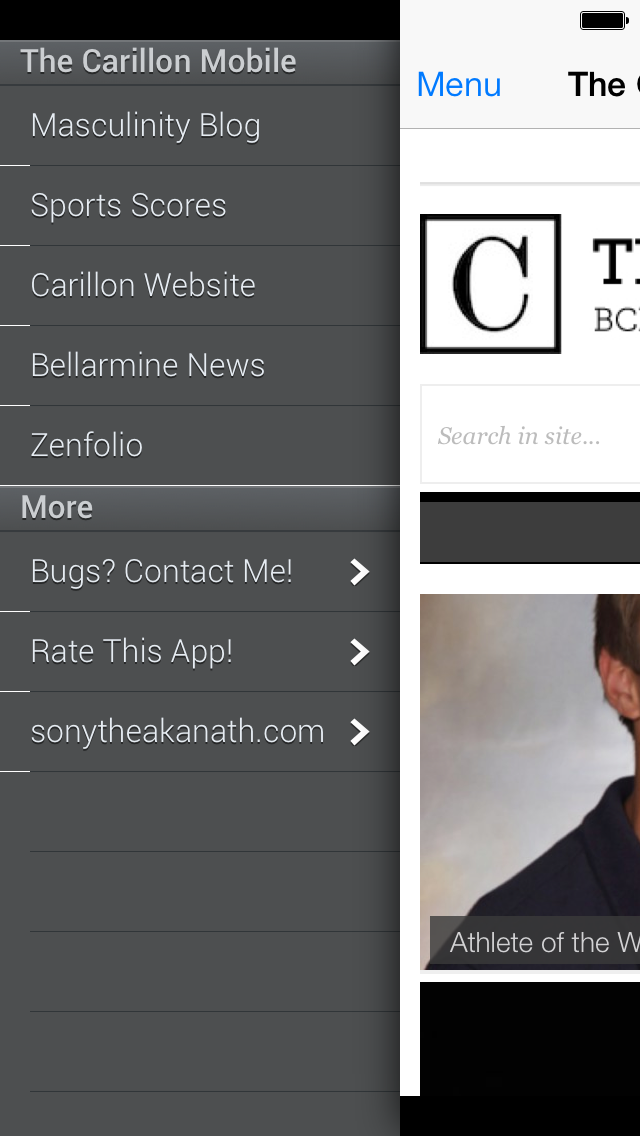 The Carillon Mobile
Masculinity Blog
Sports Scores
Carillon Website
Bellarmine News
Zenfolio
More
Bugs? Contact Me!
Rate This App!
sonytheakanath.com
Menu
The
C
Search in site...
Athlete of the